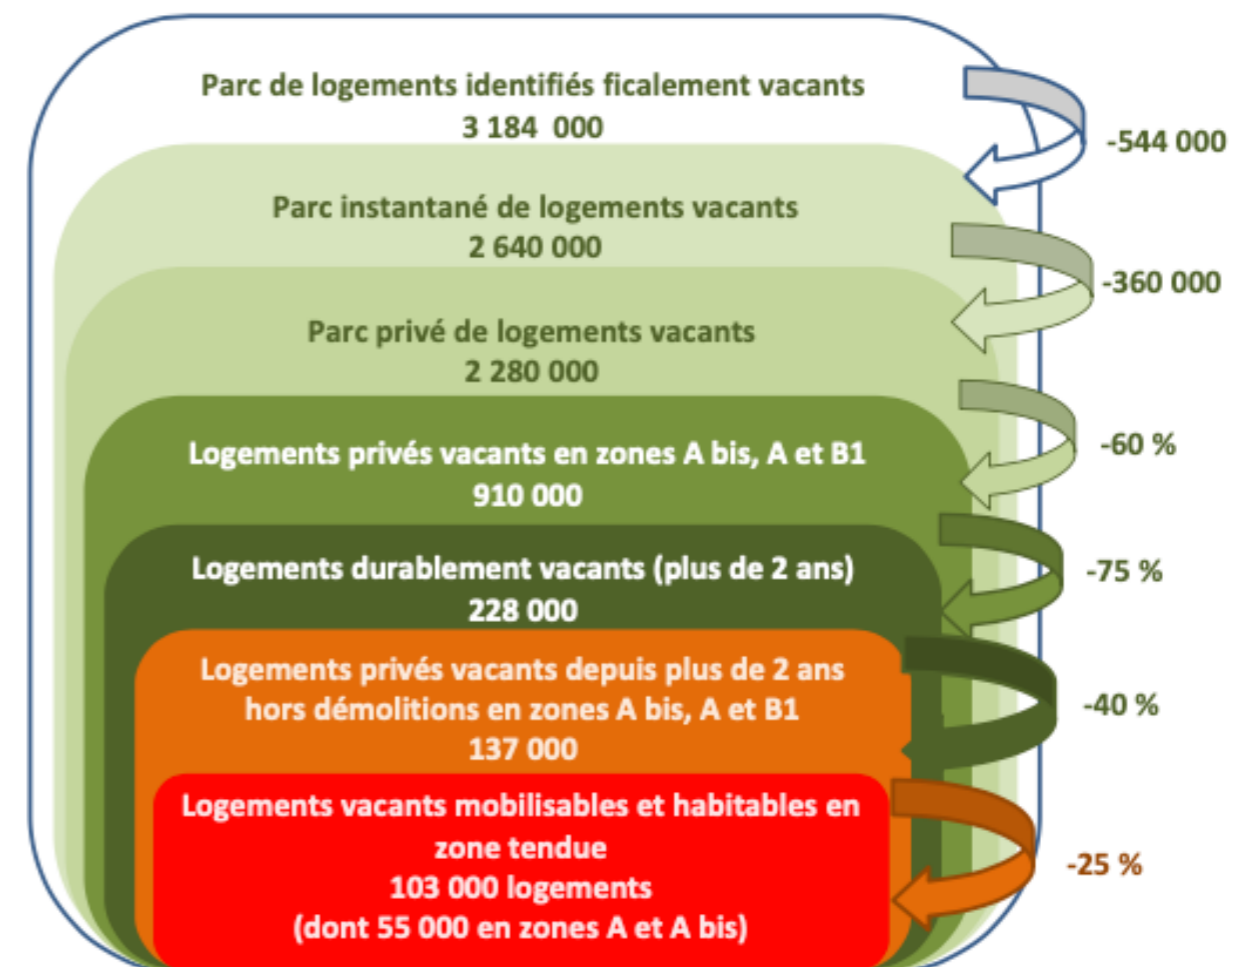 Parc de logements identifiés ficalement vacants
3 184 000
-544 000
Parc instantané de logements vacants
2 640 000
-360 000
Parc privé de logements vacants
2 280 000
-60 %
Logements privés vacants en zones A bis, A et B1
910 000
-75 %
Logements durablement vacants (plus de 2 ans)
228 000
Logements privés vacants depuis plus de 2 ans
hors démolitions en zones A bis, A et B1
137 000
-40 %
Logements vacants mobilisables et habitables en
zone tendue
103 000 logements
(dont 55 000 en zones A et A bis)
-25 %